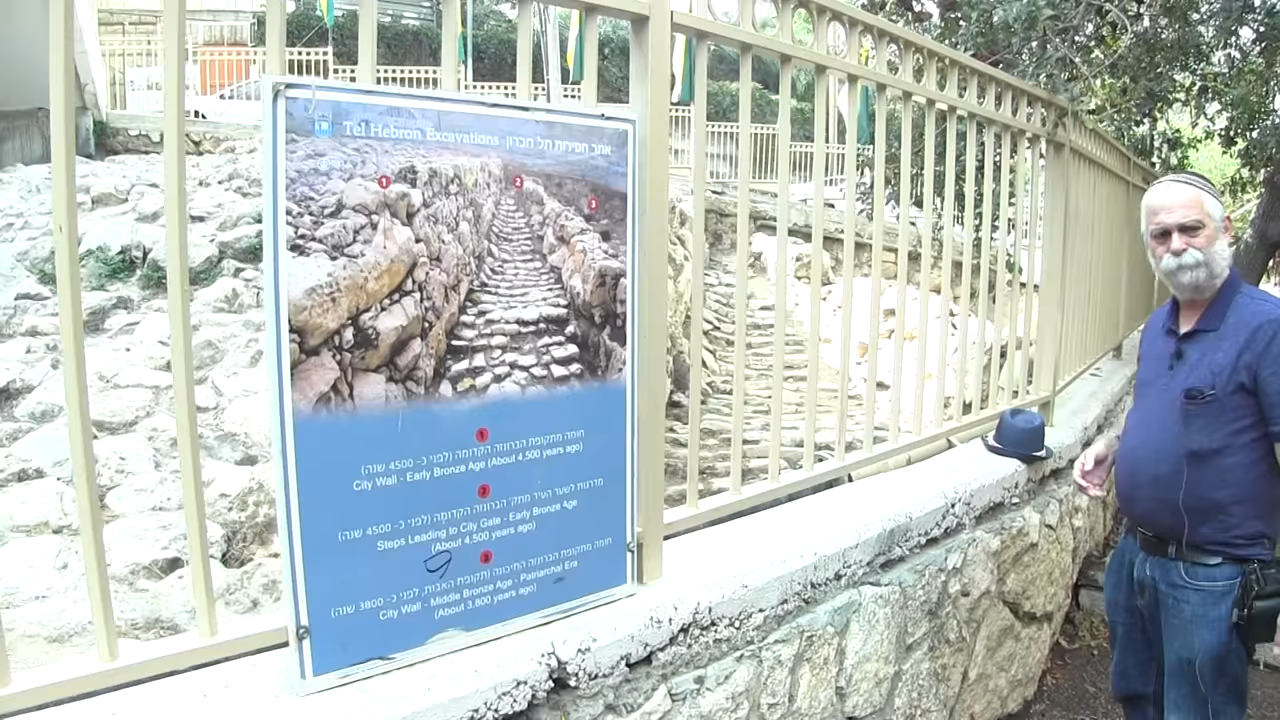 Tel Hebron Excavations אתר חפירות תל חברון
1
2
3
1
חומה מתקופת הברונזה הקדומה (לפני כ- 4500 שנה)
City Wall - Early Bronze Age (About 4,500 years ago)
2
מדרגות לשער העיר מתק׳ הברונזה הקדומה (לפני כ- 4500 שנה)
Steps Leading to City Gate - Early Bronze Age
(About 4,500 years ago)
3
חומה מתקופת הברונזה התיכונה (תקופת האבות, לפני כ- 3800 שנה)
City Wall - Middle Bronze Age - Patriarchal Era
(About 3,800 years ago)